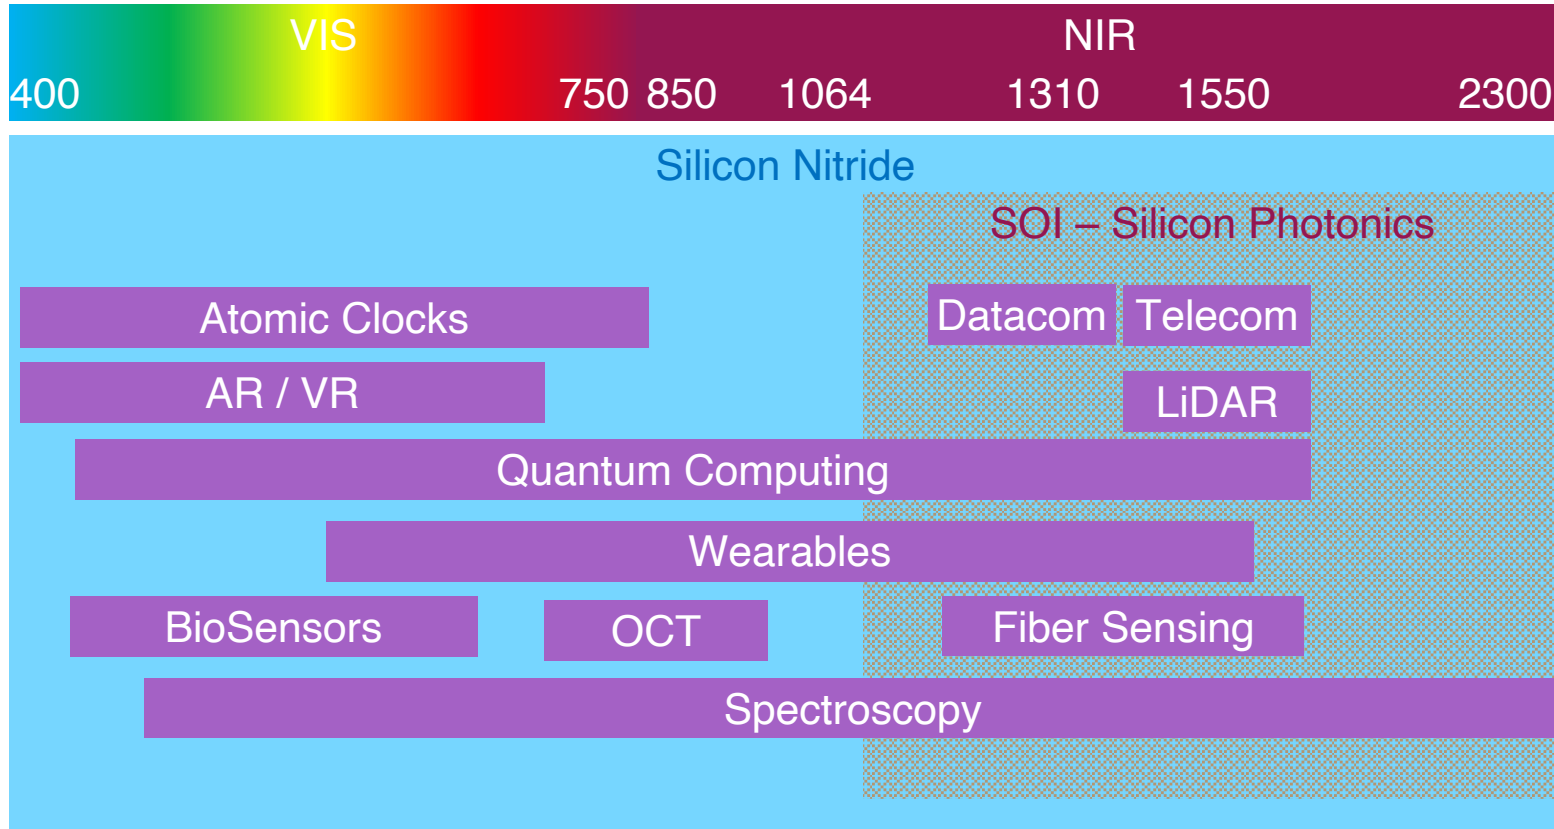 VIS NIR
400 750 850 1064 1310 1550 2300
Silicon Nitride
SOI – Silicon Photonics
Atomic Clocks Datacom Telecom
AR / VR LiDAR
Quantum Computing
Wearables
BioSensors OCT Fiber Sensing
Spectroscopy